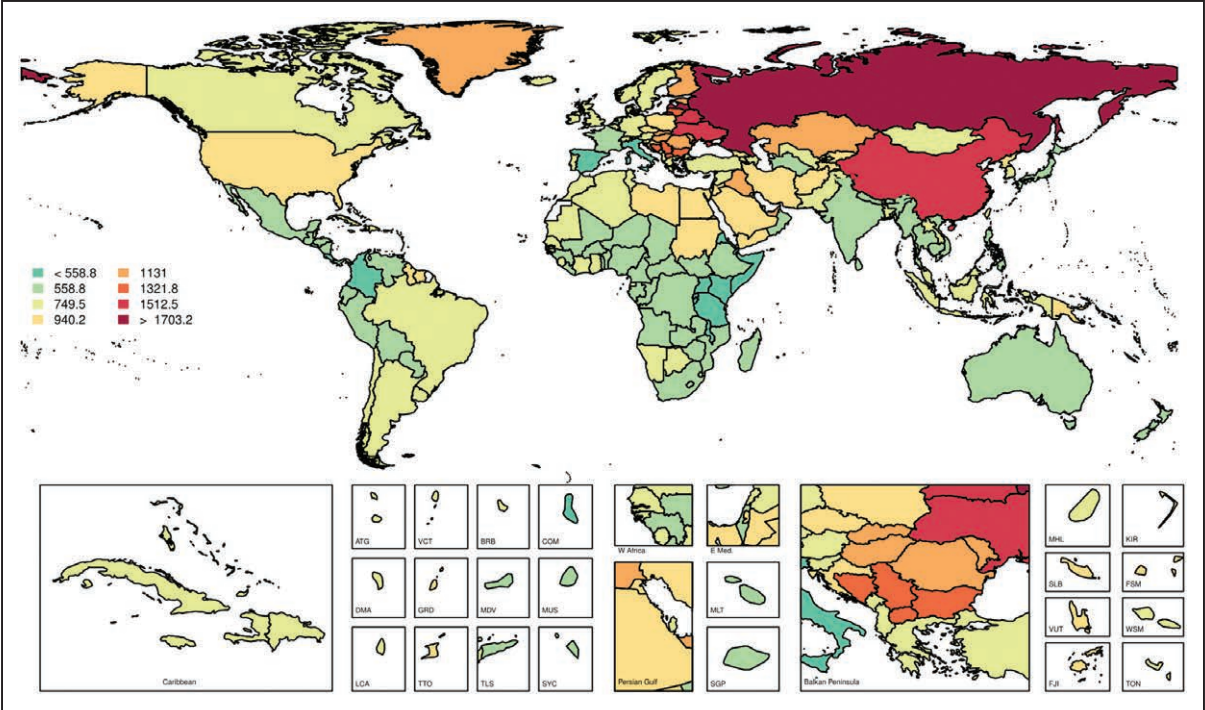 < 558.8
558.8
749.5
940.2
1131
1321.8
1512.5
> 1703.2
Caribbean
ATG
VCT
BRB
COM
DMA
GRD
MDV
MUS
LCA
TTO
TLS
SYC
W Africa
E Med.
Persian Gulf
MLT
SGP
Balkan Peninsula
MHL
KIR
SLB
FSM
VUT
WSM
FJI
TON